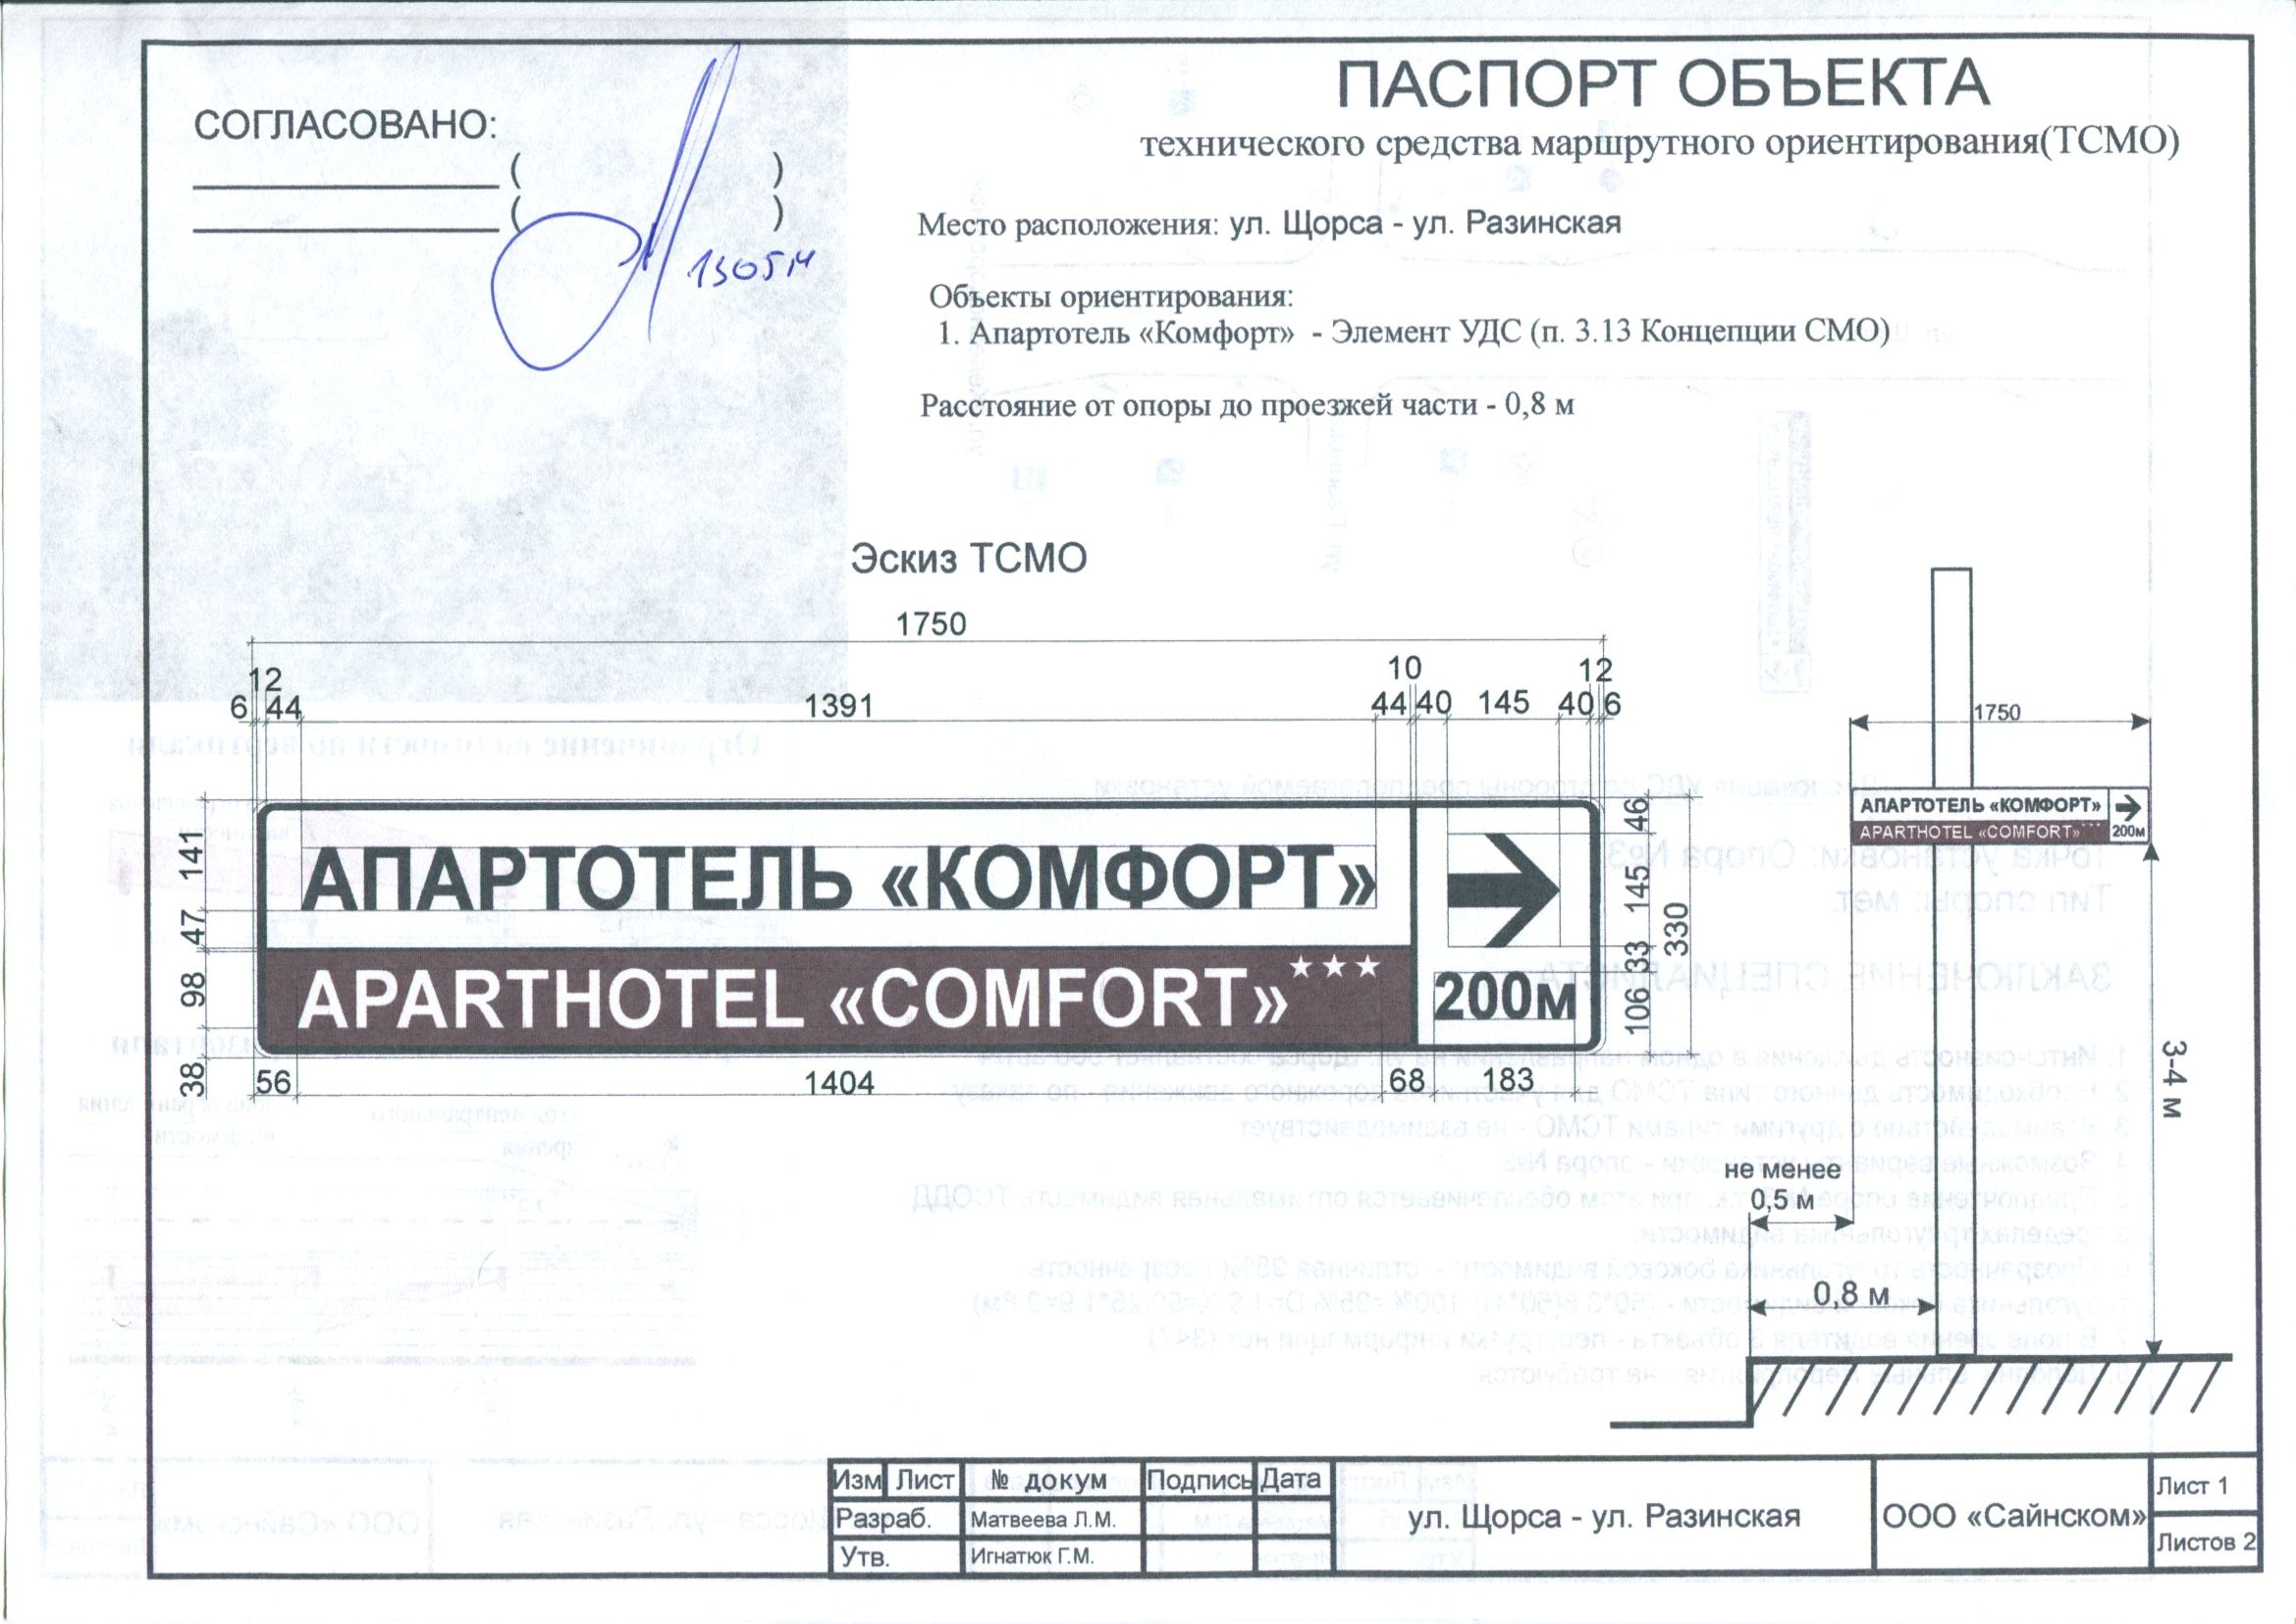 ПАСПОРТ ОБЪЕКТА
технического средства маршрутного ориентирования(ТСМО)
СОГЛАСОВАНО:
( )
( )
130514
Место расположения: ул. Щорса - ул. Разинская
Объекты ориентирования:
1. Апартотель «Комфорт» - Элемент УДС (п. 3.13 Концепции СМО)
Расстояние от опоры до проезжей части - 0,8 м
Эскиз ТСМО
1750
12 10 12
6 44 1391 44 40 145 40 6
141 47 98 38
АПАРТОТЕЛЬ «КОМФОРТ»
APARTHOTEL «COMFORT» ***
200м
46 145 33 106
330
56 1404 68 183
1750
АПАРТОТЕЛЬ «КОМФОРТ»
APARTHOTEL «COMFORT» ***
200м
3-4 м
не менее
0,5 м
0.8 м
Изм Лист № докум Подпись Дата
Разраб. Матвеева Л.М.
Утв. Игнатюк Г.М.
ул. Щорса - ул. Разинская
ООО «Сайнском»
Лист 1
Листов 2